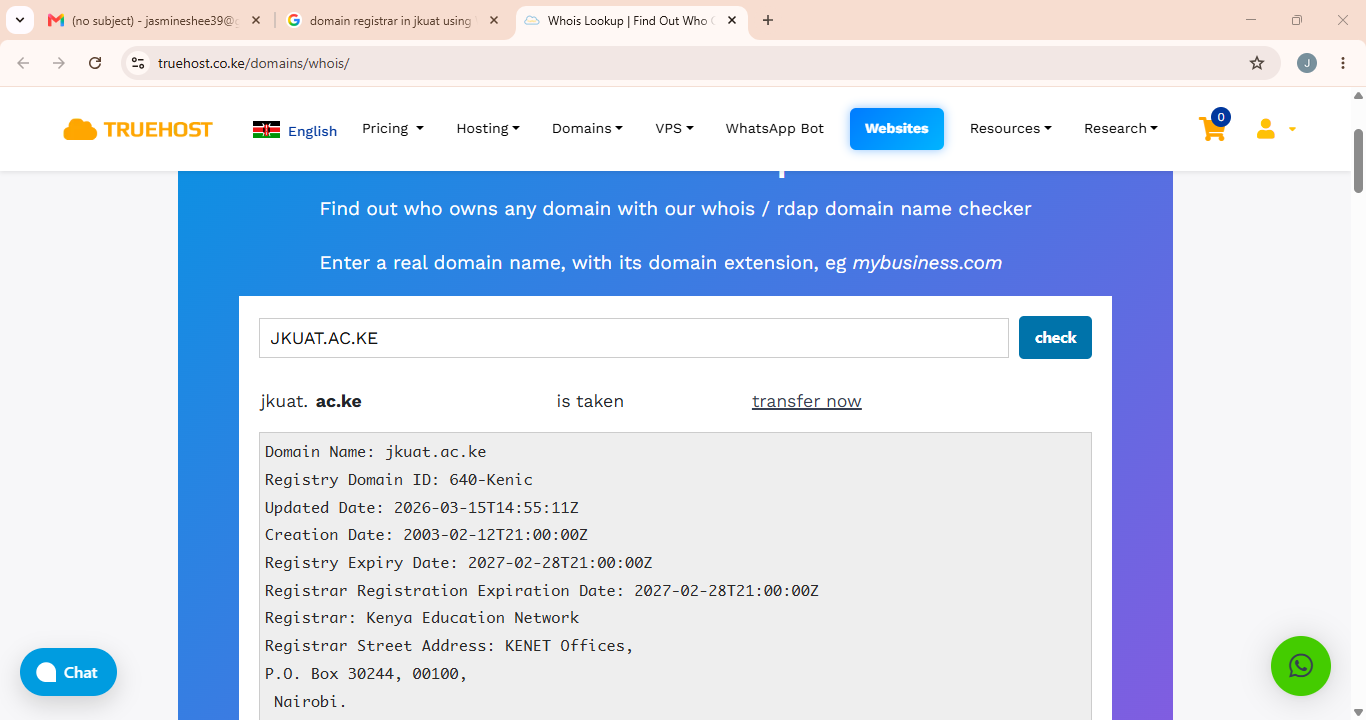 (no subject) - jasmineshee39@
domain registrar in jkuat using
Whois Lookup | Find Out Who
truehost.co.ke/domains/whois/
J
TRUEHOST
English
Pricing
Hosting
Domains
VPS
WhatsApp Bot
Websites
Resources
Research
0
Find out who owns any domain with our whois / rdap domain name checker
Enter a real domain name, with its domain extension, eg mybusiness.com
JKUAT.AC.KE
check
jkuat. ac.ke is taken transfer now
Domain Name: jkuat.ac.ke
Registry Domain ID: 640-Kenic
Updated Date: 2026-03-15T14:55:11Z
Creation Date: 2003-02-12T21:00:00Z
Registry Expiry Date: 2027-02-28T21:00:00Z
Registrar Registration Expiration Date: 2027-02-28T21:00:00Z
Registrar: Kenya Education Network
Registrar Street Address: KENET Offices,
P.O. Box 30244, 00100,
Nairobi.
Chat